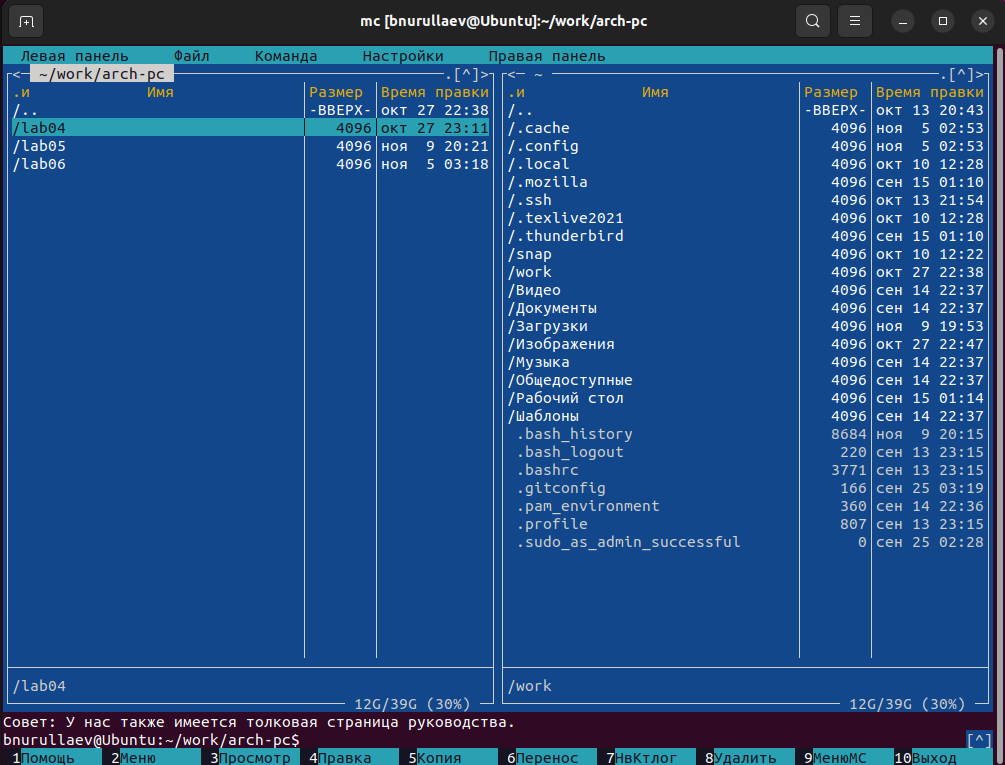 mc [bnurullaev@Ubuntu]:~/work/arch-pc
Левая панель Файл Команда Настройки Правая панель
<- ~/work/arch-pc .[^]>
.и Имя Размер Время правки
/.. -ВВЕРХ- окт 27 22:38
/lab04 4096 окт 27 23:11
/lab05 4096 ноя 9 20:21
/lab06 4096 ноя 5 03:18
/lab04
12G/39G (30%)
<- ~ .[^]>
.и Имя Размер Время правки
/.. -ВВЕРХ- окт 13 20:43
/.cache 4096 ноя 5 02:53
/.config 4096 ноя 5 02:53
/.local 4096 окт 10 12:28
/.mozilla 4096 сен 15 01:10
/.ssh 4096 окт 13 21:54
/.texlive2021 4096 окт 10 12:28
/.thunderbird 4096 сен 15 01:10
/snap 4096 окт 10 12:22
/work 4096 окт 27 22:38
/Видео 4096 сен 14 22:37
/Документы 4096 сен 14 22:37
/Загрузки 4096 ноя 9 19:53
/Изображения 4096 окт 27 22:47
/Музыка 4096 сен 14 22:37
/Общедоступные 4096 сен 14 22:37
/Рабочий стол 4096 сен 15 01:14
/Шаблоны 4096 сен 14 22:37
.bash_history 8684 ноя 9 20:15
.bash_logout 220 сен 13 23:15
.bashrc 3771 сен 13 23:15
.gitconfig 166 сен 25 03:19
.pam_environment 360 сен 14 22:36
.profile 807 сен 13 23:15
.sudo_as_admin_successful 0 сен 25 02:28
/work
12G/39G (30%)
Совет: У нас также имеется толковая страница руководства.
bnurullaev@Ubuntu:~/work/arch-pc$ [^]
1Помощь 2Меню 3Просмотр 4Правка 5Копия 6Перенос 7НвКтлог 8Удалить 9МенюМС 10Выход